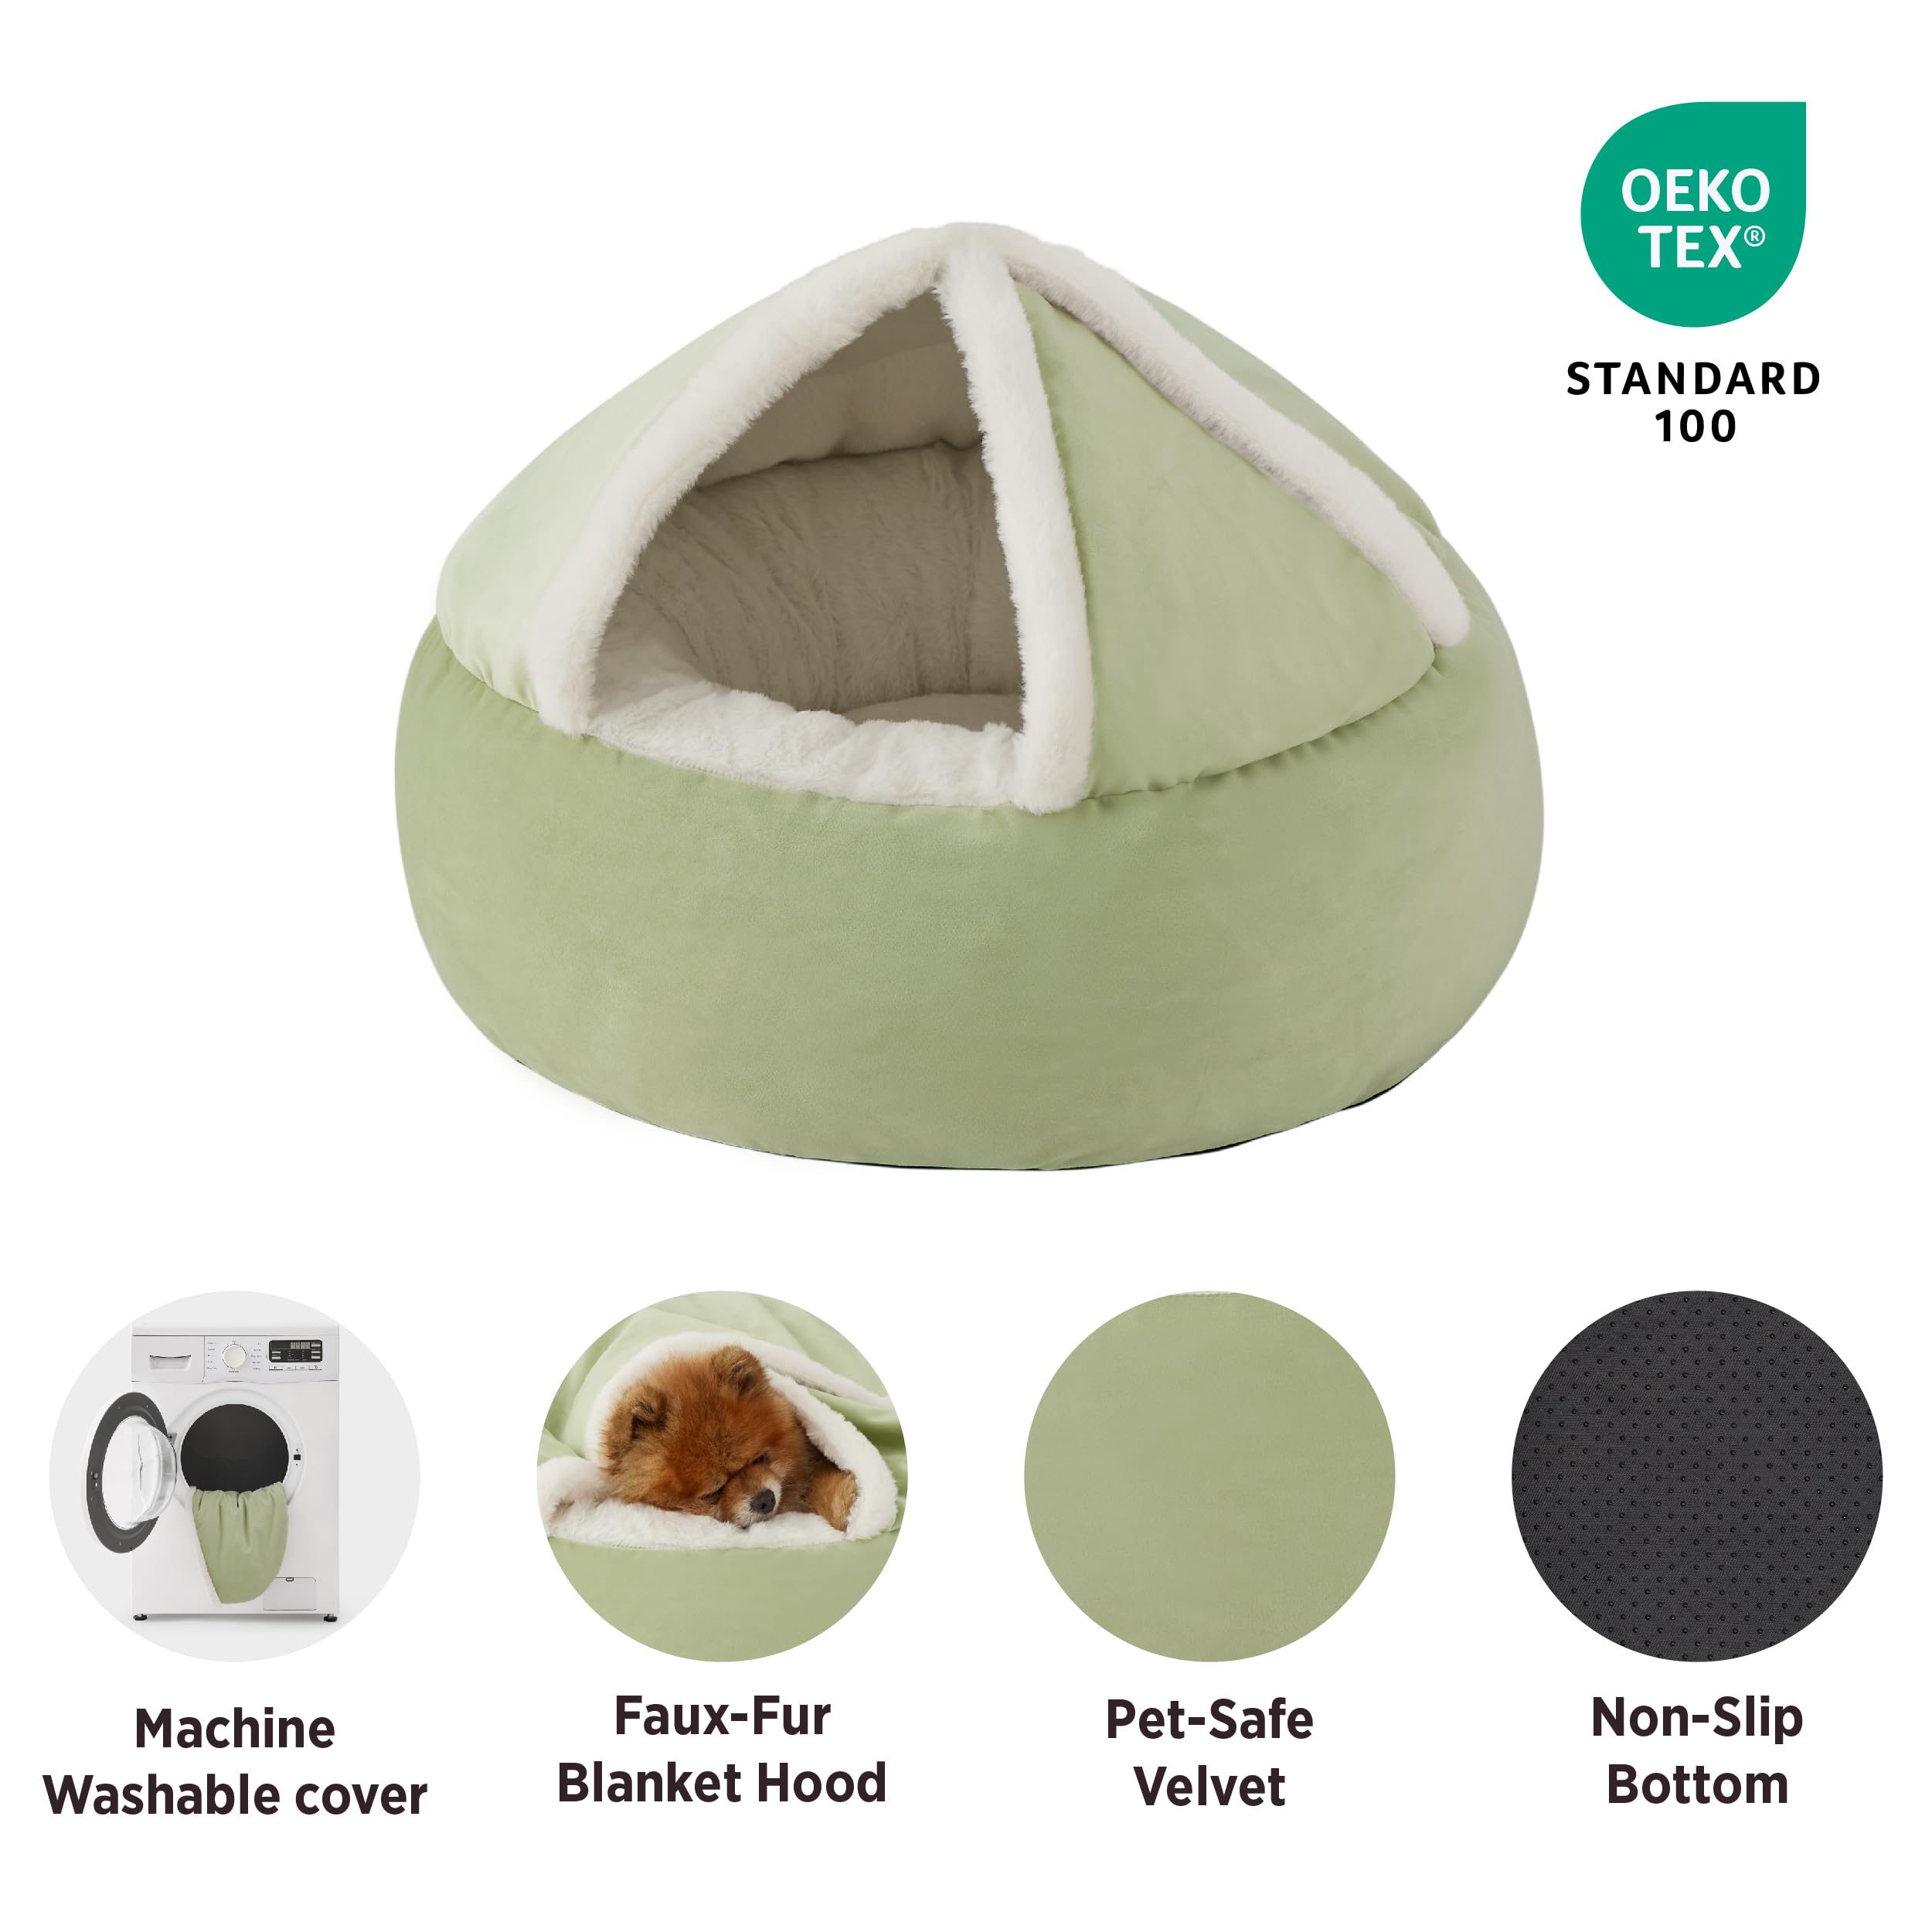 OEKO
TEX®
STANDARD
100
Machine
Washable cover
Faux-Fur
Blanket Hood
Pet-Safe
Velvet
Non-Slip
Bottom